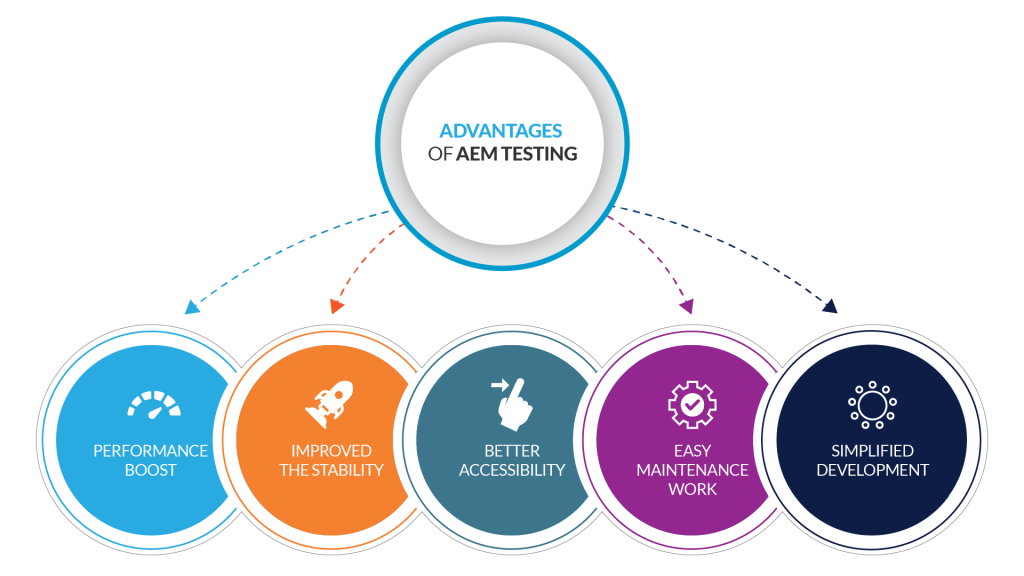 ADVANTAGES
OF AEM TESTING
PERFORMANCE
BOOST
IMPROVED
THE STABILITY
BETTER
ACCESSIBILITY
EASY
MAINTENANCE
WORK
SIMPLIFIED
DEVELOPMENT